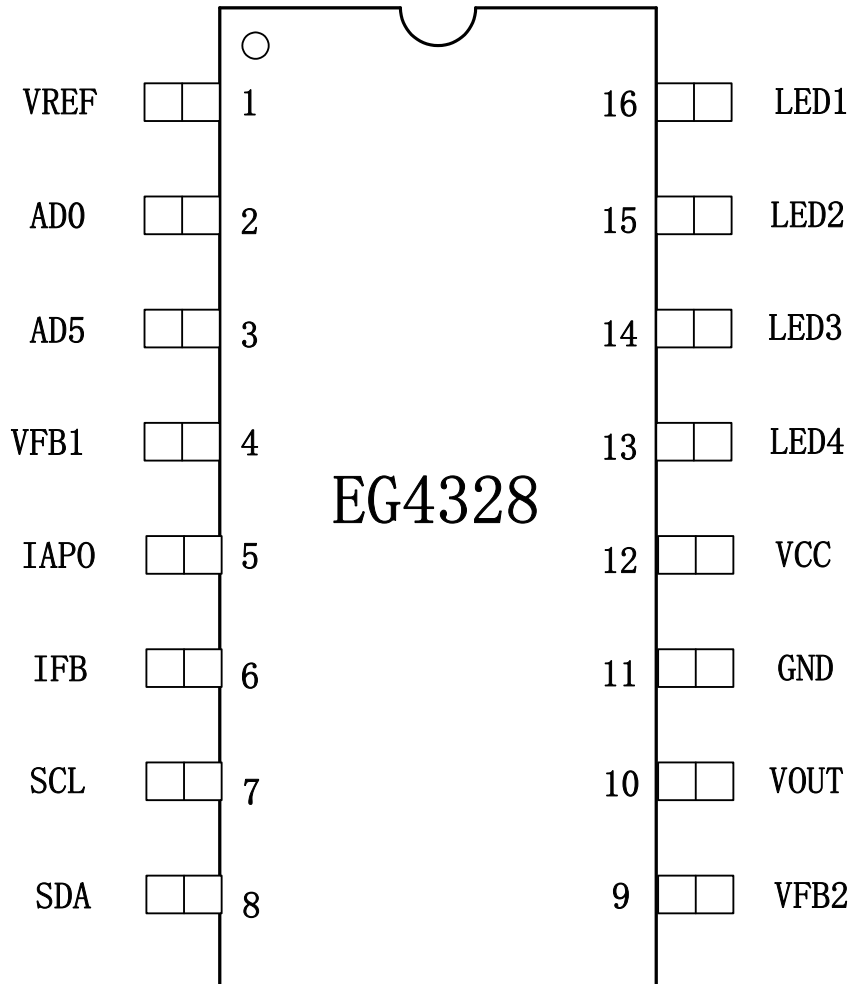 VREF 1 16 LED1
AD0 2 15 LED2
AD5 3 14 LED3
VFB1 4 13 LED4
EG4328
IAPO 5 12 VCC
IFB 6 11 GND
SCL 7 10 VOUT
SDA 8 9 VFB2